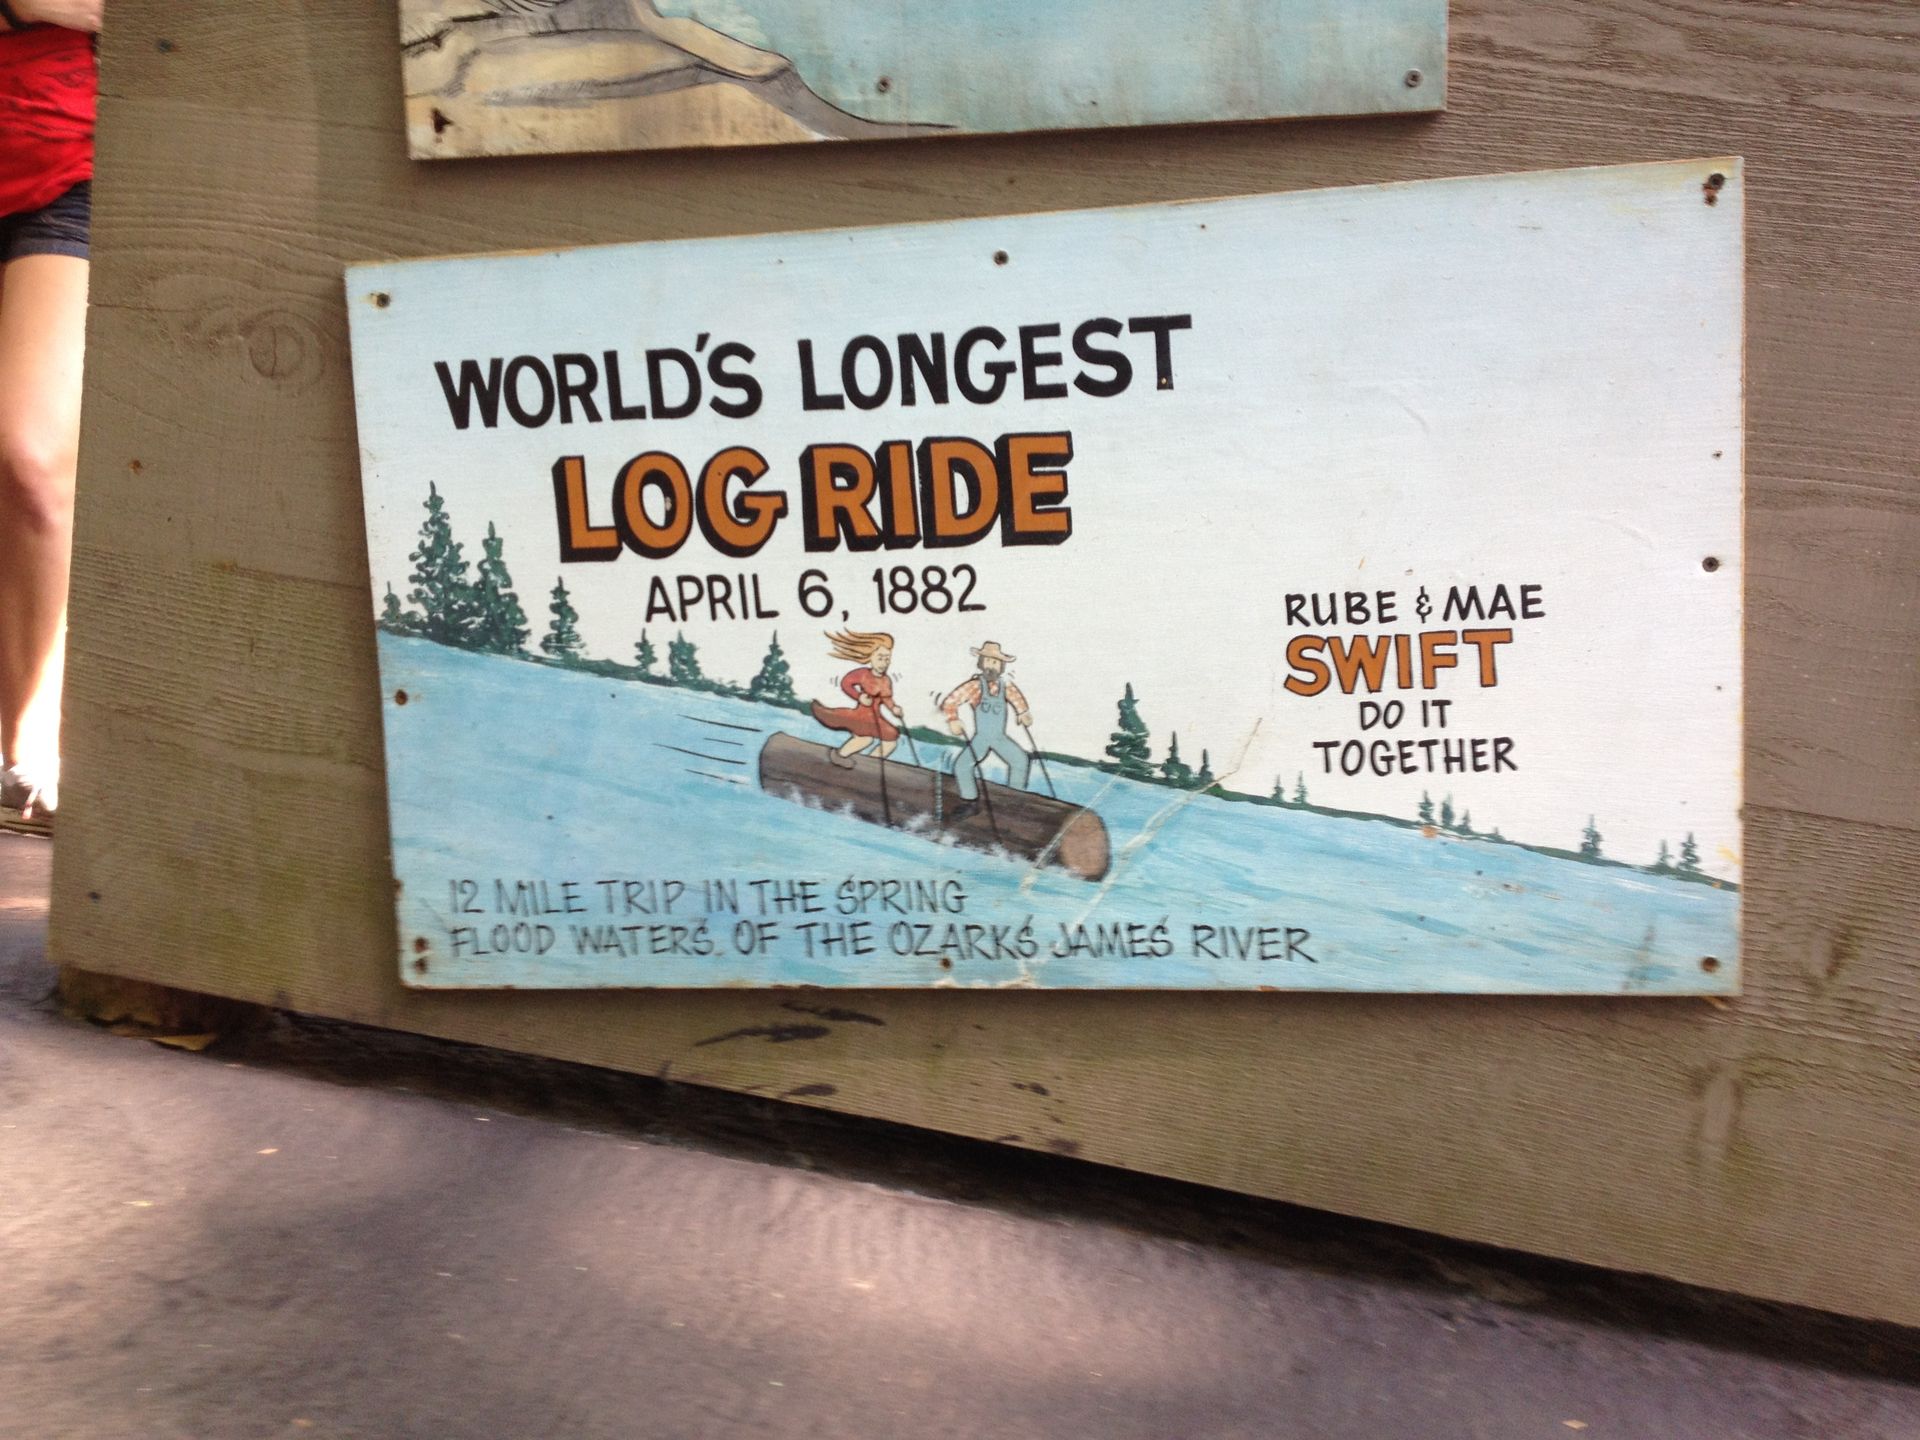 WORLD'S LONGEST
LOG RIDE
APRIL 6, 1882
RUBE & MAE
SWIFT
DO IT
TOGETHER
12 MILE TRIP IN THE SPRING
FLOOD WATERS OF THE OZARKS JAMES RIVER